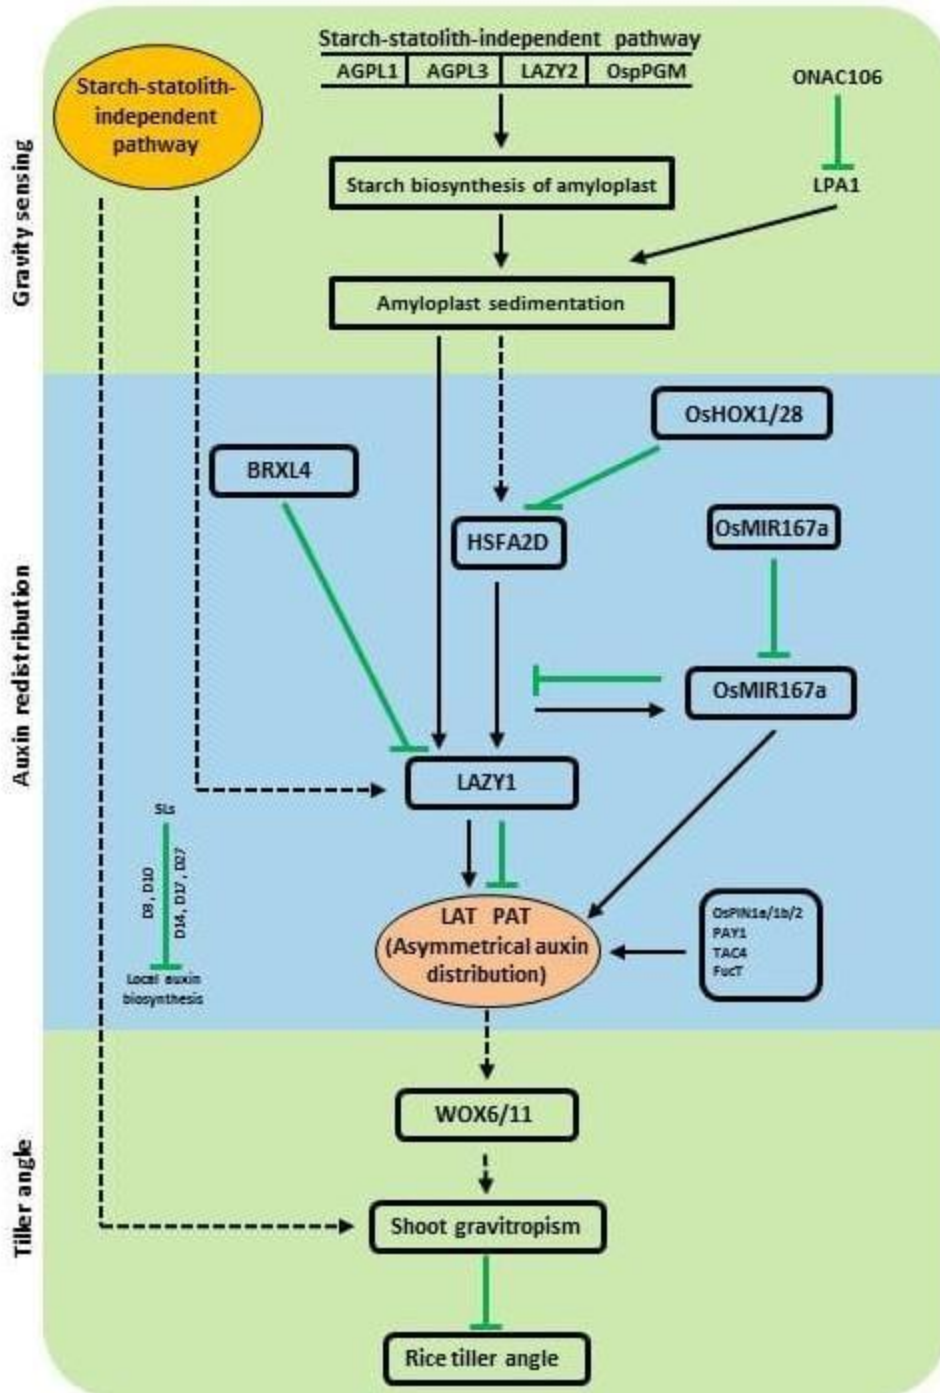 Starch-statolith-independent pathway
AGPL1 AGPL3 LAZY2 OspPGM
Starch-statolith-
independent
pathway
ONAC106
Starch biosynthesis of amyloplast
LPA1
Gravity sensing
Amyloplast sedimentation
OsHOX1/28
BRXL4
HSFA2D
OsMIR167a
Auxin redistribution
OsMIR167a
LAZY1
SLs
D3, D10
D14, D17, D27
Local auxin
biosynthesis
LAT PAT
(Asymmetrical auxin
distribution)
OsPIN1a/1b/2
PAY1
TAC4
FucT
WOX6/11
Tiller angle
Shoot gravitropism
Rice tiller angle